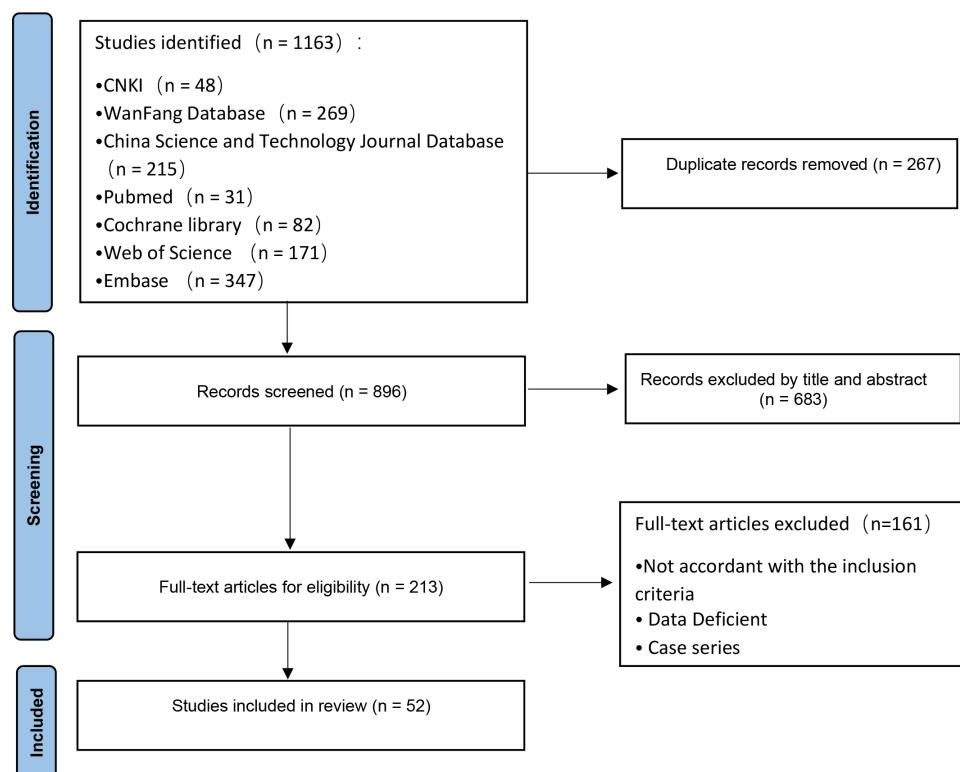 Identification
Studies identified（n = 1163）：
•CNKI（n = 48）
•WanFang Database（n = 269）
•China Science and Technology Journal Database
（n = 215）
•Pubmed（n = 31）
•Cochrane library（n = 82）
•Web of Science （n = 171）
•Embase （n = 347）
Duplicate records removed (n = 267)
Screening
Records screened (n = 896)
Records excluded by title and abstract
(n = 683)
Full-text articles for eligibility (n = 213)
Full-text articles excluded（n=161）
•Not accordant with the inclusion
criteria
• Data Deficient
• Case series
Included
Studies included in review (n = 52)